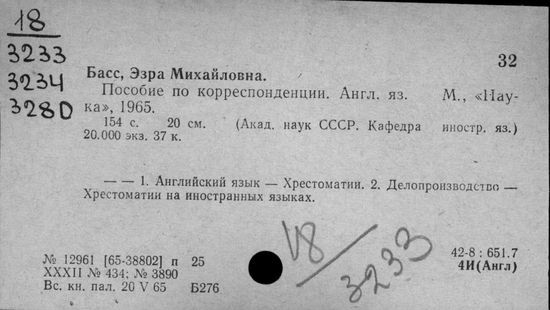 18
3233
3234
3280
32
Басс, Эзра Михайловна.
Пособие по корреспонденции. Англ. яз. М., «Нау-
ка», 1965.
154 с. 20 см. (Акад. наук СССР. Кафедра иностр. яз.)
20.000 экз. 37 к.
— — 1. Английский язык — Хрестоматии. 2. Делопроизводство —
Хрестоматии на иностранных языках.
№ 12961 [65-38802] п 25
XXXII № 434; № 3890
Вс. кн. пал. 20 V 65 Б276
18
3233
42-8 : 651.7
4И(Англ)